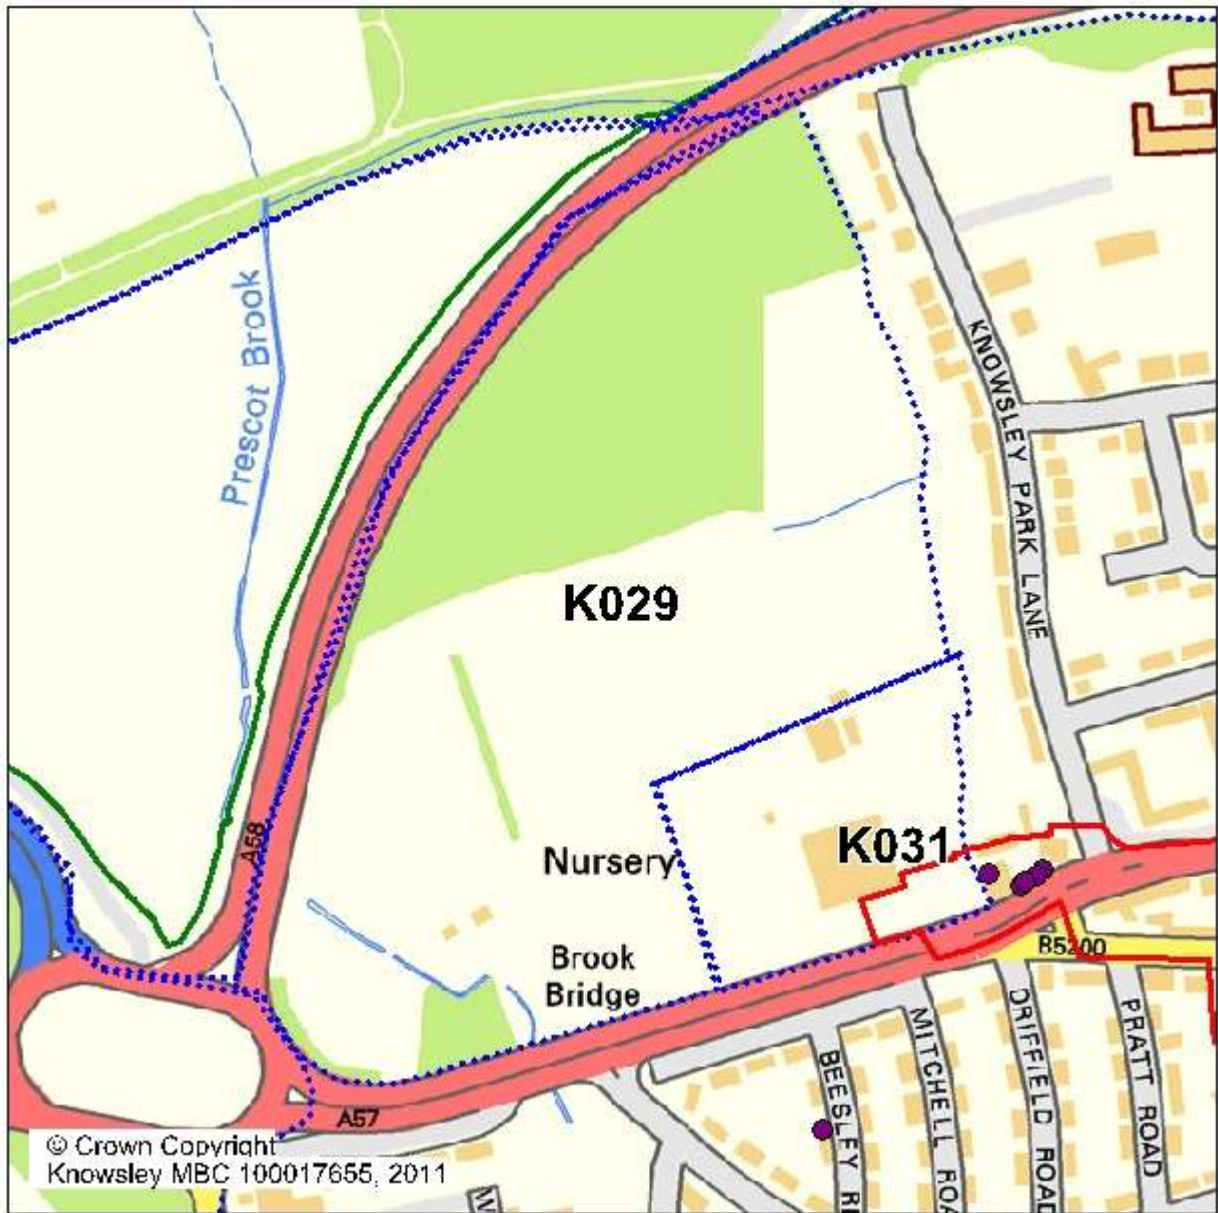 Prescot Brook
KNOWSLEY PARK LANE
K029
K031
A58
Nursery
Brook
Bridge
B5200
A57
BEESLEY
MITCHELL
DRIFFIELD ROAD
PRATT ROAD
© Crown Copyright
Knowsley MBC 100017655, 2011